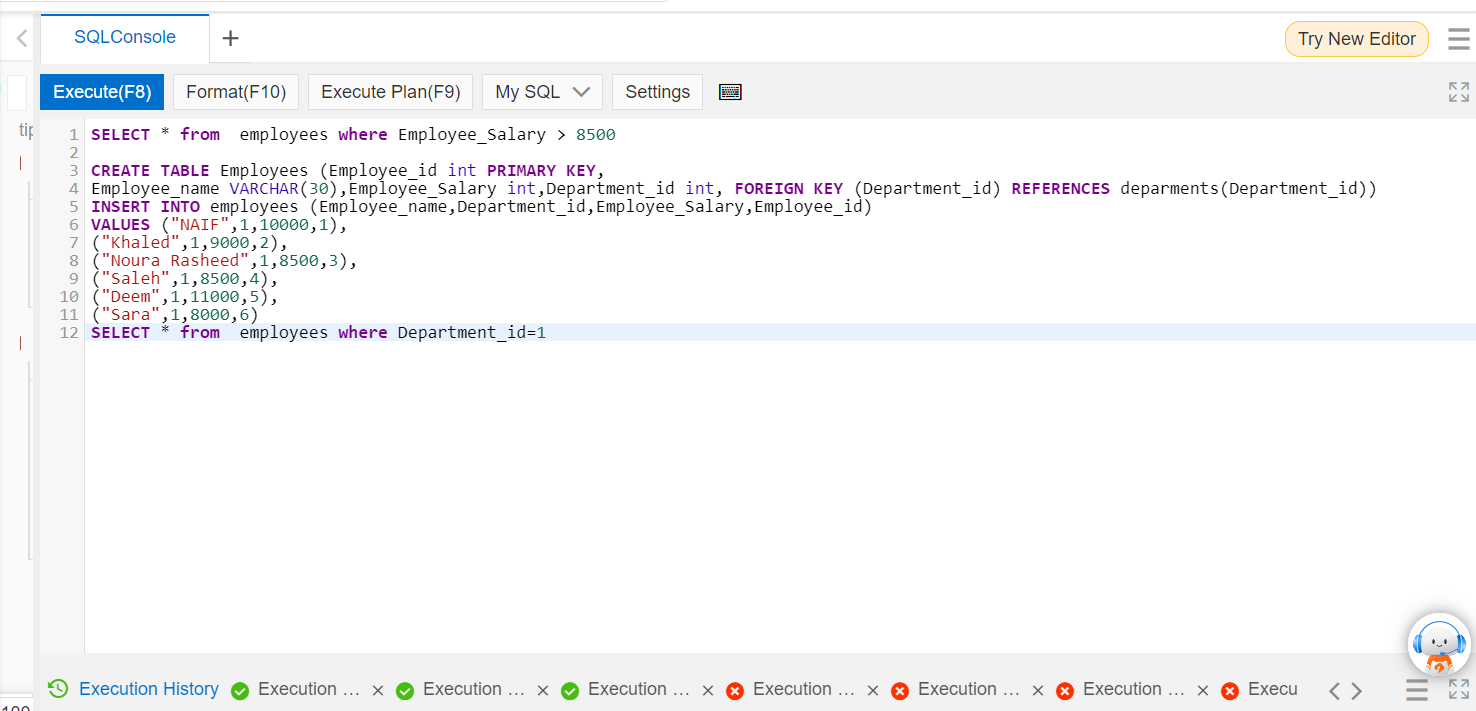 SQLConsole
+
Try New Editor
Execute(F8) Format(F10) Execute Plan(F9) My SQL Settings
tip
1 SELECT * from  employees where Employee_Salary > 8500
2
3 CREATE TABLE Employees (Employee_id int PRIMARY KEY,
4 Employee_name VARCHAR(30),Employee_Salary int,Department_id int, FOREIGN KEY (Department_id) REFERENCES deparments(Department_id))
5 INSERT INTO employees (Employee_name,Department_id,Employee_Salary,Employee_id)
6 VALUES ("NAIF",1,10000,1),
7 ("Khaled",1,9000,2),
8 ("Noura Rasheed",1,8500,3),
9 ("Saleh",1,8500,4),
10 ("Deem",1,11000,5),
11 ("Sara",1,8000,6)
12 SELECT * from  employees where Department_id=1
Execution History Execution ... × Execution ... × Execution ... × Execution ... × Execution ... × Execution ... × Execu